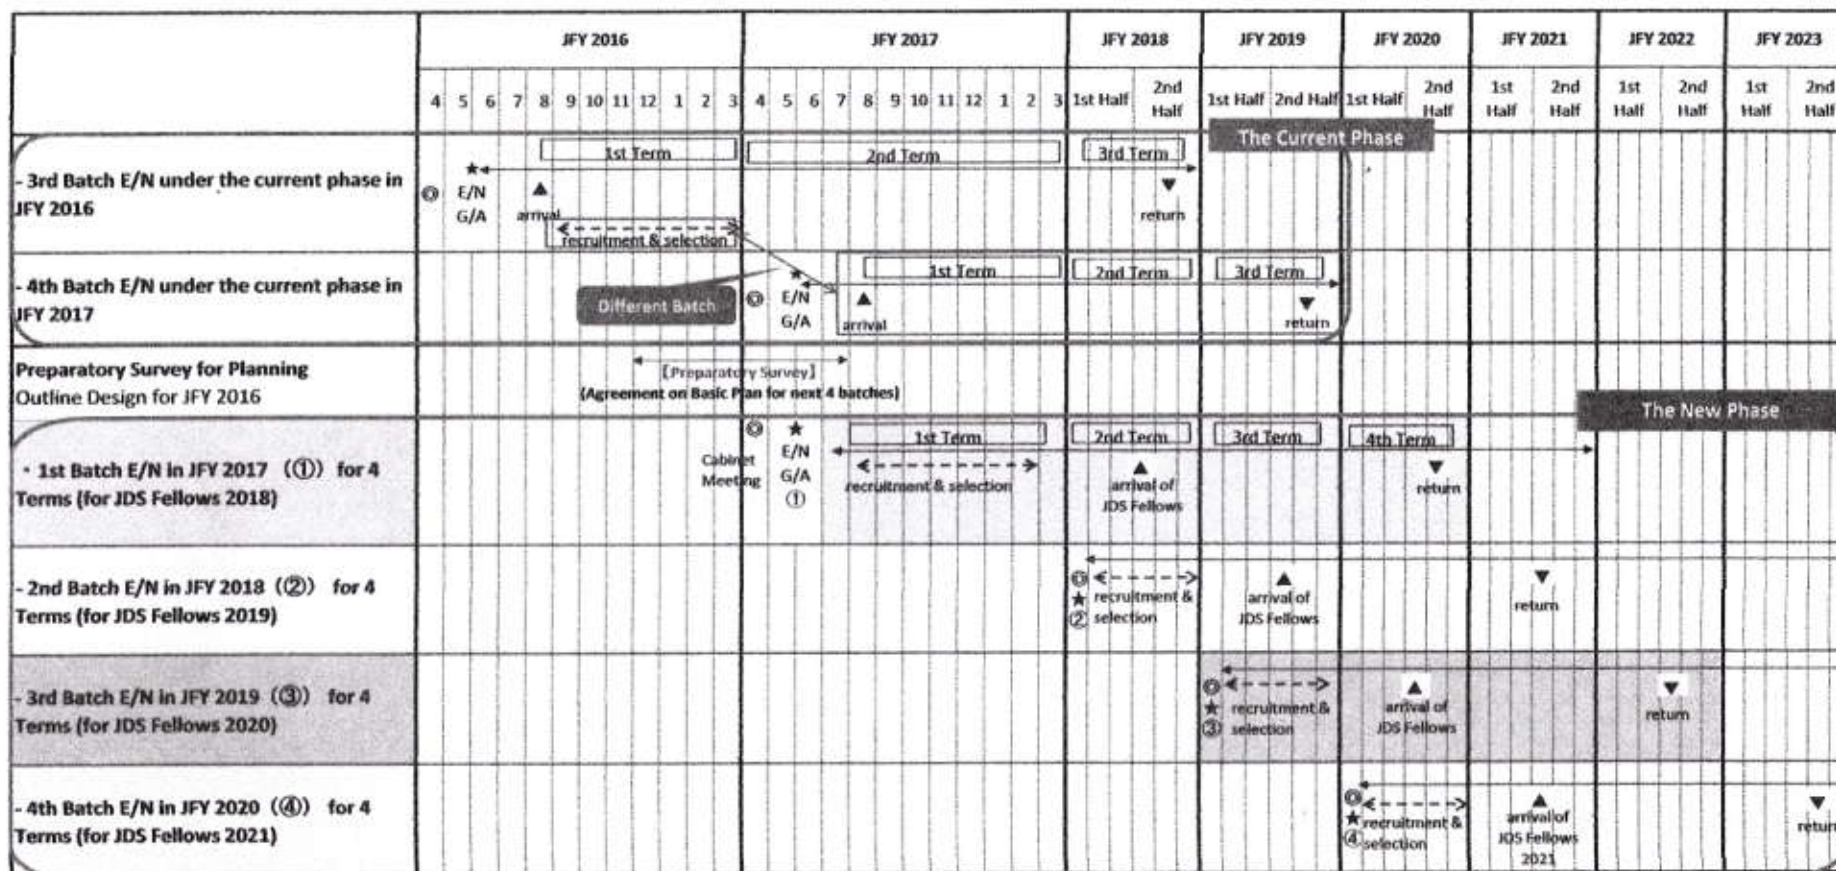 JFY 2016 JFY 2017 JFY 2018 JFY 2019 JFY 2020 JFY 2021 JFY 2022 JFY 2023
4 5 6 7 8 9 10 11 12 1 2 3 4 5 6 7 8 9 10 11 12 1 2 3 1st Half 2nd Half 1st Half 2nd Half 1st Half 2nd Half 1st Half 2nd Half 1st Half 2nd Half 1st Half 2nd Half
The Current Phase
- 3rd Batch E/N under the current phase in
JFY 2016
1st Term 2nd Term 3rd Term
◎ ★ E/N
G/A
▲ arrival
▼ return
recruitment & selection
- 4th Batch E/N under the current phase in
JFY 2017
Different Batch
1st Term 2nd Term 3rd Term
◎ ★ E/N
G/A
▲ arrival
▼ return
Preparatory Survey for Planning
Outline Design for JFY 2016
【Preparatory Survey】
(Agreement on Basic Plan for next 4 batches)
The New Phase
・1st Batch E/N in JFY 2017 (①) for 4
Terms (for JDS Fellows 2018)
◎ ★
Cabinet
Meeting
E/N
G/A
①
1st Term 2nd Term 3rd Term 4th Term
recruitment & selection
▲ arrival of
JDS Fellows
▼ return
- 2nd Batch E/N in JFY 2018 (②) for 4
Terms (for JDS Fellows 2019)
◎
★ recruitment &
② selection
▲ arrival of
JDS Fellows
▼ return
- 3rd Batch E/N in JFY 2019 (③) for 4
Terms (for JDS Fellows 2020)
◎
★ recruitment &
③ selection
▲ arrival of
JDS Fellows
▼ return
- 4th Batch E/N in JFY 2020 (④) for 4
Terms (for JDS Fellows 2021)
◎
★ recruitment &
④ selection
▲ arrival of
JDS Fellows
2021
▼ return